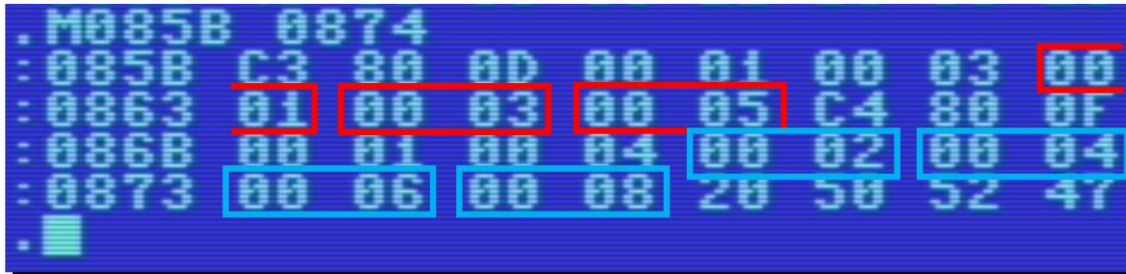 .M085B 0874
:085B C3 80 0D 00 01 00 03 00
:0863 01 00 03 00 05 C4 80 0F
:086B 00 01 00 04 00 02 00 04
:0873 00 06 00 08 20 50 52 47
.